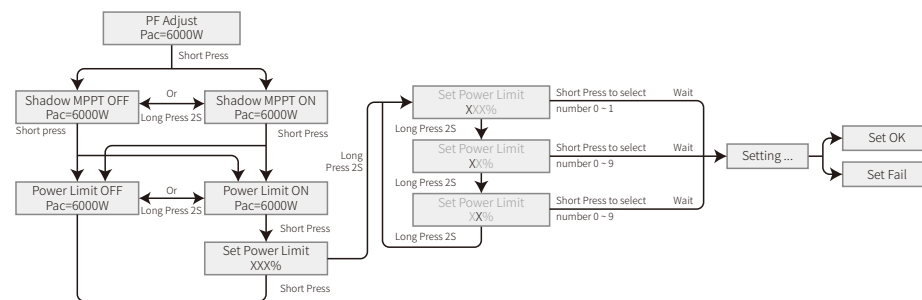 PF Adjust
Pac=6000W
Short Press
Shadow MPPT OFF
Pac=6000W
Or
Long Press 2S
Shadow MPPT ON
Pac=6000W
Short press
Short Press
Power Limit OFF
Pac=6000W
Or
Long Press 2S
Power Limit ON
Pac=6000W
Short Press
Set Power Limit
XXX%
Short Press
Long
Press 2S
Set Power Limit
XXX%
Short Press to select
number 0 ~ 1
Wait
Long Press 2S
Set Power Limit
XX%
Short Press to select
number 0 ~ 9
Wait
Long Press 2S
Set Power Limit
XX%
Short Press to select
number 0 ~ 9
Wait
Long Press 2S
Setting ...
Set OK
Set Fail